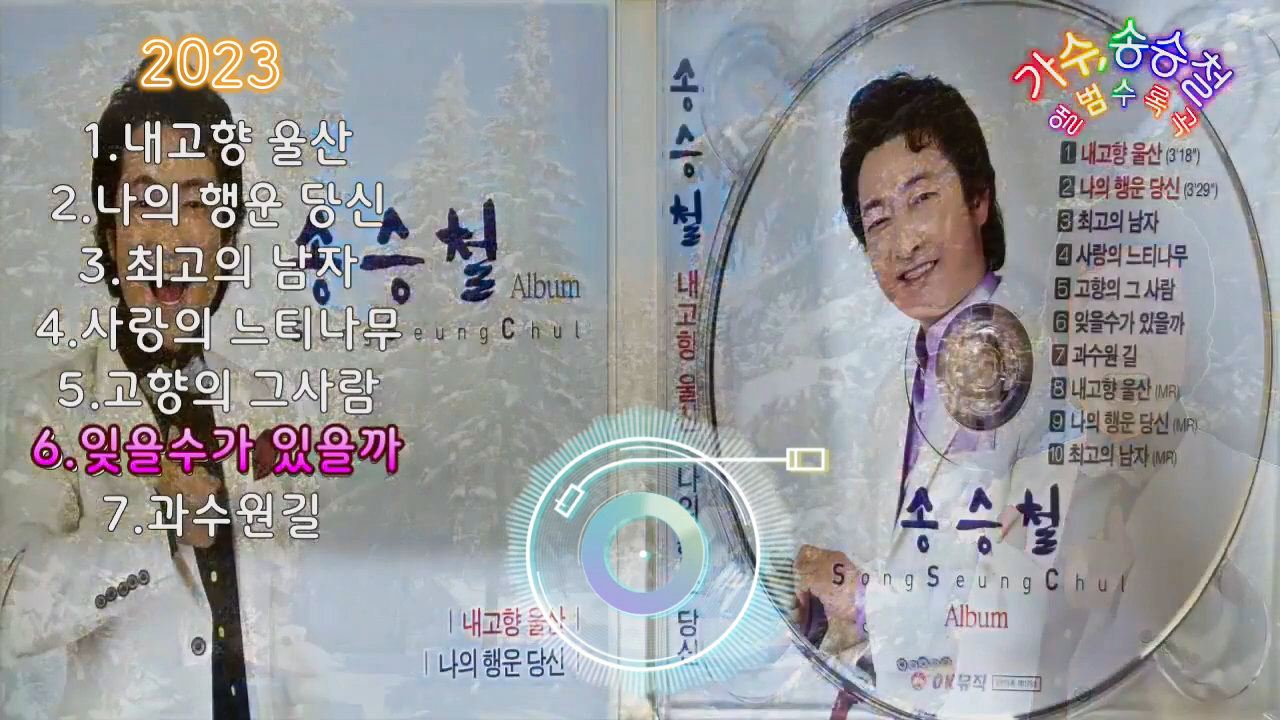 2023
1.내고향 울산
2.나의 행운 당신
3.최고의 남자
4.사랑의 느티나무
5.고향의 그사람
6.잊을수가 있을까
7.과수원길
송승철
Album
eungChul
| 내고향 울산 |
| 나의 행운 당신 |
송승철
내고향 울산
당신
가수,송승철
앨범수록곡
1 내고향 울산 (3'18")
2 나의 행운 당신 (3'29")
3 최고의 남자
4 사랑의 느티나무
5 고향의 그 사람
6 잊을수가 있을까
7 과수원 길
8 내고향 울산 (MR)
9 나의 행운 당신 (MR)
10 최고의 남자 (MR)
송승철
SongSeungChul
Album
OK뮤직